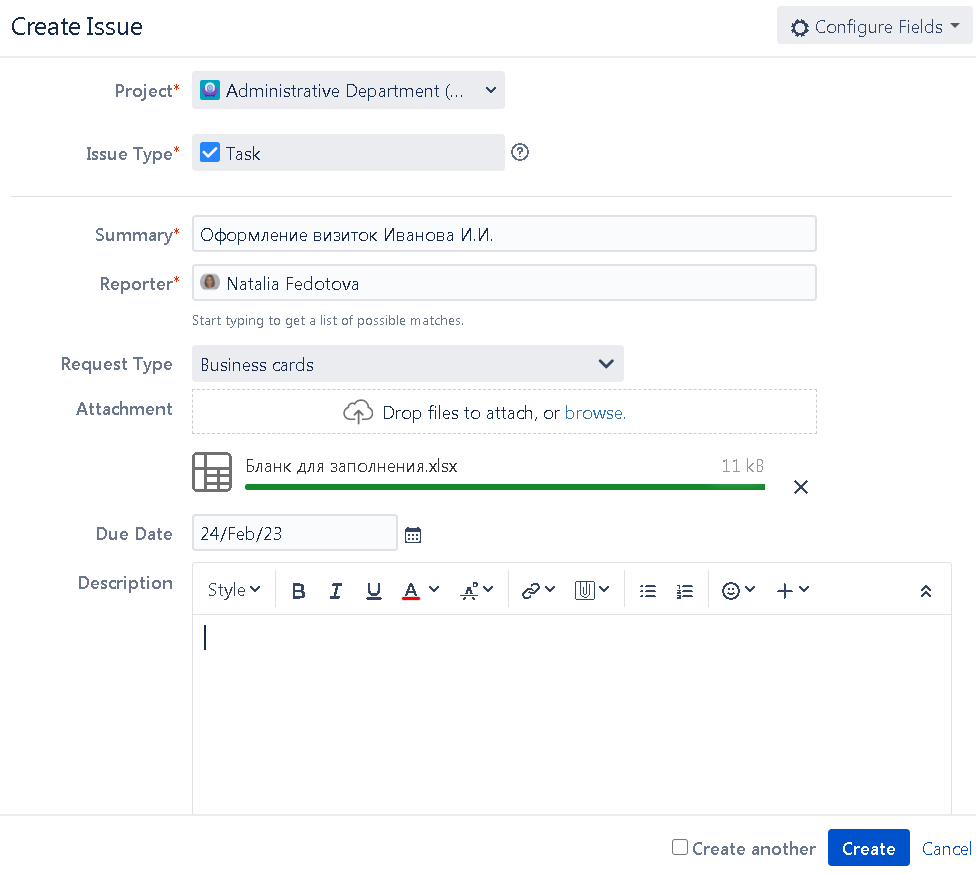 Create Issue
Configure Fields
Project* Administrative Department (...
Issue Type* Task
Summary* Оформление визиток Иванова И.И.
Reporter* Natalia Fedotova
Start typing to get a list of possible matches.
Request Type Business cards
Attachment Drop files to attach, or browse.
Бланк для заполнения.xlsx 11 kB
Due Date 24/Feb/23
Description Style B I U A
Create another Create Cancel